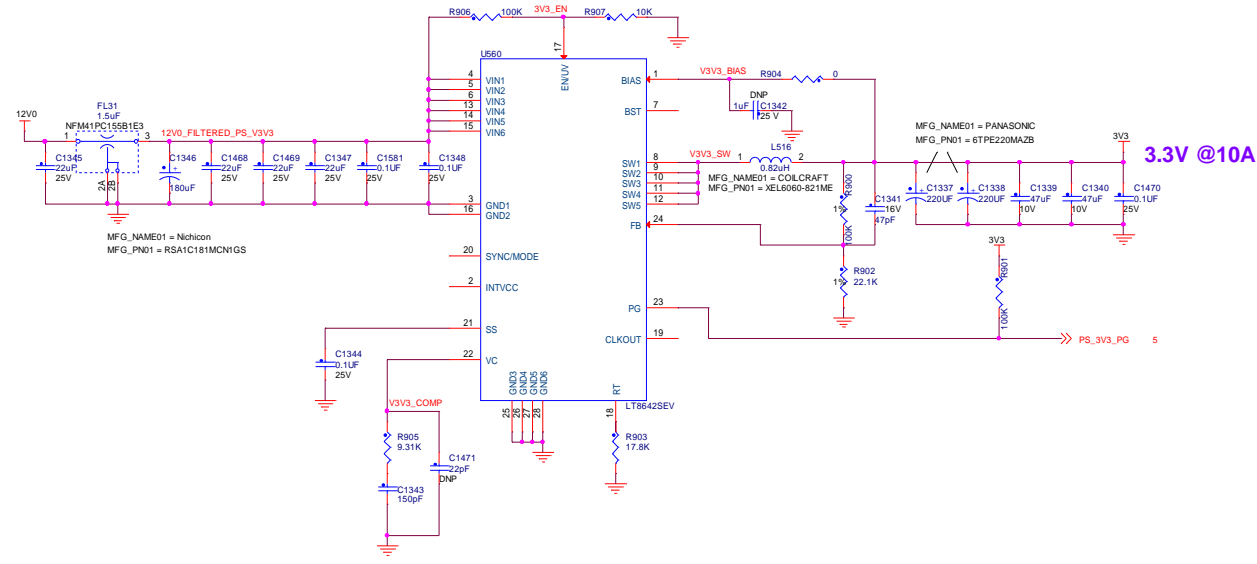 R906
100K
3V3_EN
R907
10K
17
U560
EN/UV
4
VIN1
5
VIN2
6
VIN3
13
VIN4
14
VIN5
15
VIN6
BIAS
1
V3V3_BIAS
R904
0
DNP
1uF
C1342
25 V
BST
7
FL31
1.5uF
NFM41PC155B1E3
12V0
1
3
2A
2B
12V0_FILTERED_PS_V3V3
C1345
22uF
25V
C1346
180uF
C1468
22uF
25V
C1469
22uF
25V
C1347
22uF
25V
C1581
0.1UF
25V
C1348
0.1UF
25V
MFG_NAME01 = Nichicon
MFG_PN01 = RSA1C181MCN1GS
3
GND1
16
GND2
V3V3_SW
1
L516
2
0.82uH
MFG_NAME01 = COILCRAFT
MFG_PN01 = XEL6060-821ME
SW1
8
SW2
9
SW3
10
SW4
11
SW5
12
FB
24
R900
1%
100K
C1341
16V
47pF
MFG_NAME01 = PANASONIC
MFG_PN01 = 6TPE220MAZB
3V3
3.3V @10A
C1337
220UF
C1338
220UF
C1339
47uF
10V
C1340
47uF
10V
C1470
0.1UF
25V
R902
1%
22.1K
3V3
R901
100K
20
SYNC/MODE
2
INTVCC
PG
23
CLKOUT
19
PS_3V3_PG
5
21
SS
C1344
0.1UF
25V
22
VC
V3V3_COMP
R905
9.31K
C1343
150pF
C1471
22pF
DNP
GND3
GND4
GND5
GND6
25
26
27
28
RT
18
LT8642SEV
R903
17.8K